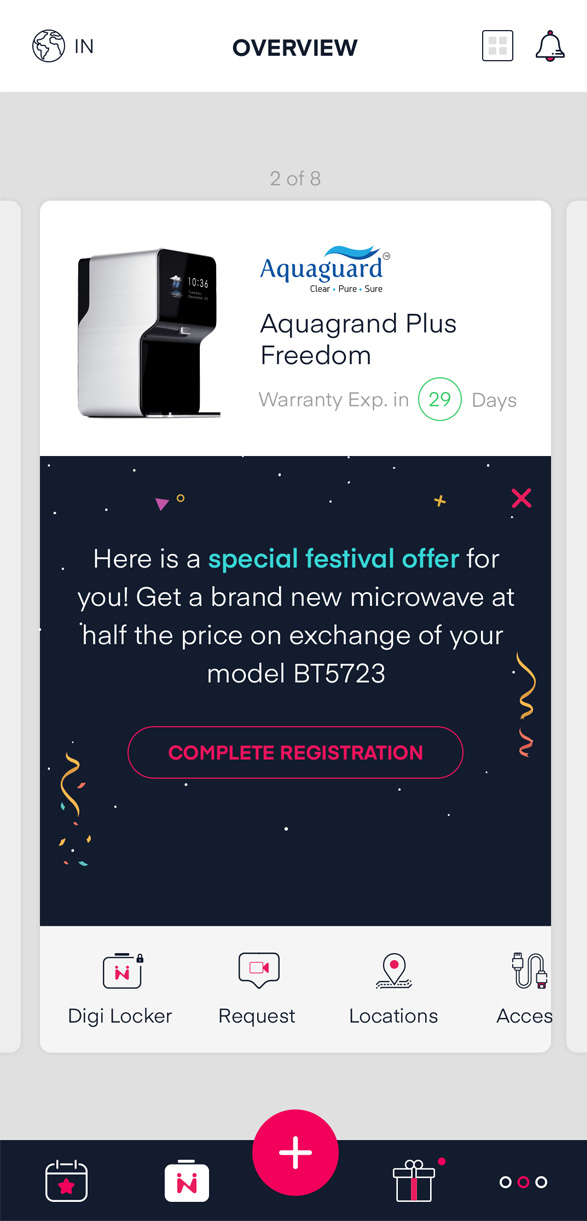 IN
OVERVIEW
2 of 8
10:36
Aquaguard
Clear • Pure • Sure
Aquagrand Plus
Freedom
Warranty Exp. in 29 Days
Here is a special festival offer for
you! Get a brand new microwave at
half the price on exchange of your
model BT5723
COMPLETE REGISTRATION
Digi Locker
Request
Locations
Acces